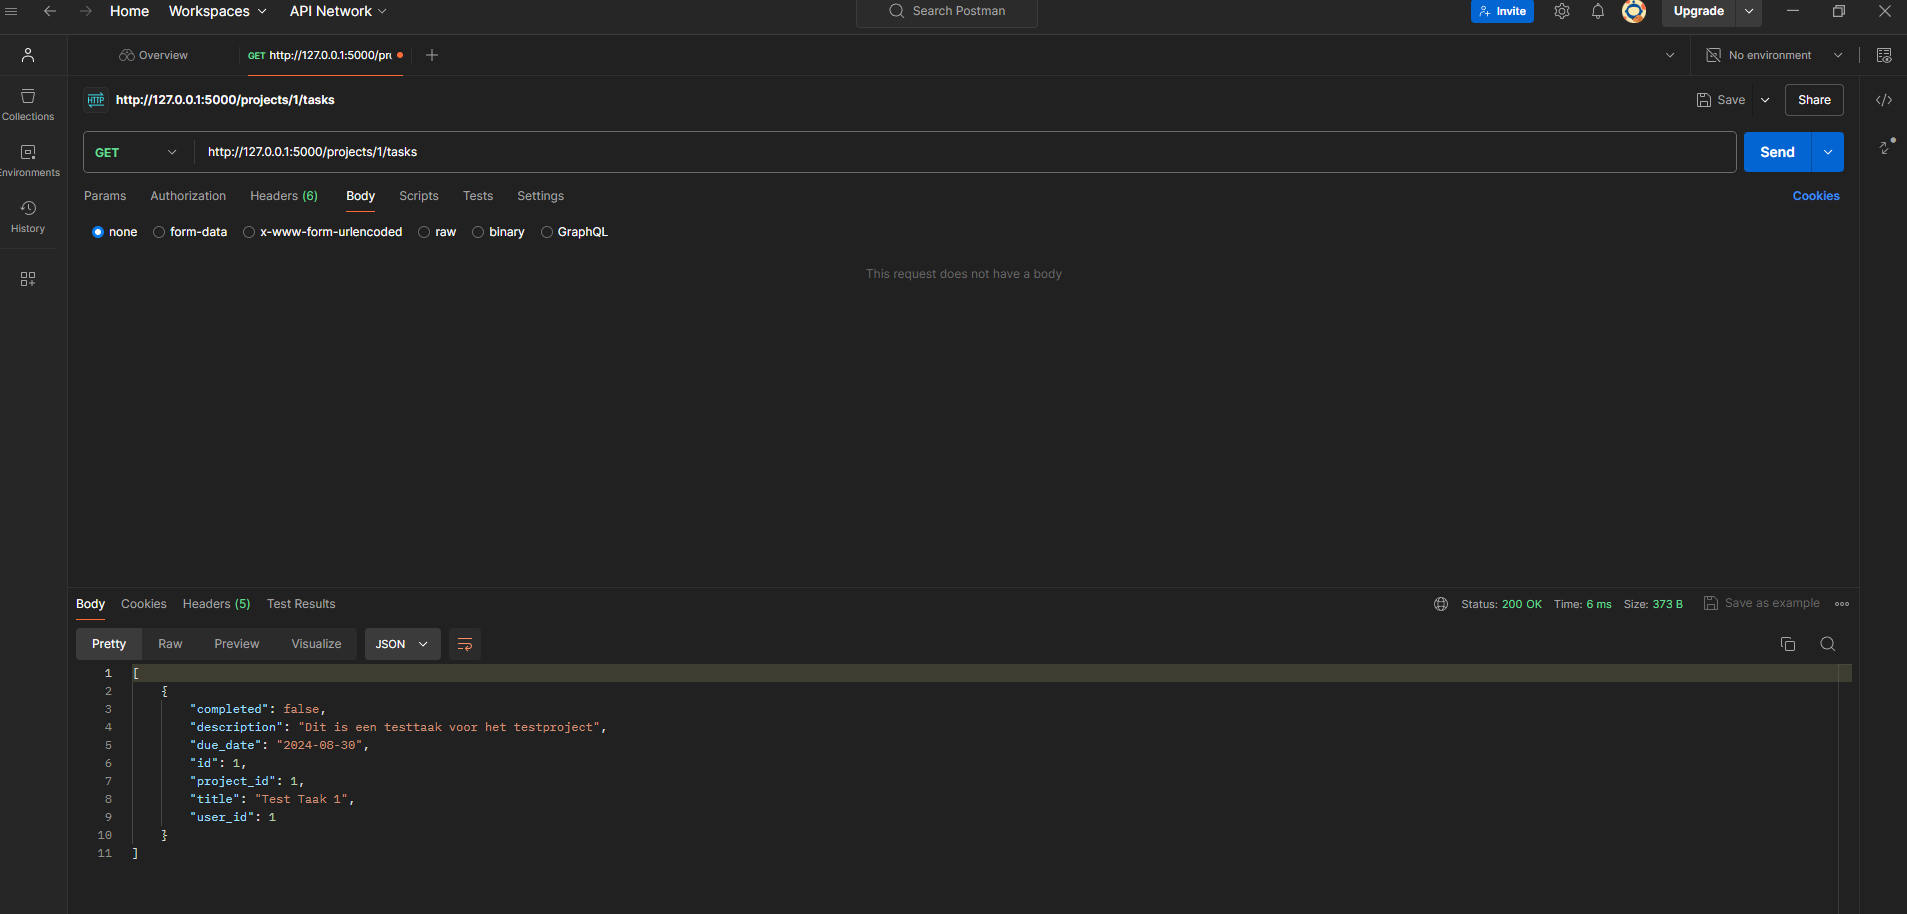 Home Workspaces API Network Search Postman Invite Upgrade
Overview GET http://127.0.0.1:5000/pr No environment
HTTP http://127.0.0.1:5000/projects/1/tasks Save Share
Collections
GET http://127.0.0.1:5000/projects/1/tasks Send
nvironments
Params Authorization Headers (6) Body Scripts Tests Settings Cookies
History
none form-data x-www-form-urlencoded raw binary GraphQL
This request does not have a body
Body Cookies Headers (5) Test Results Status: 200 OK Time: 6 ms Size: 373 B Save as example
Pretty Raw Preview Visualize JSON
1 [
2 {
3 "completed": false,
4 "description": "Dit is een testtaak voor het testproject",
5 "due_date": "2024-08-30",
6 "id": 1,
7 "project_id": 1,
8 "title": "Test Taak 1",
9 "user_id": 1
10 }
11 ]